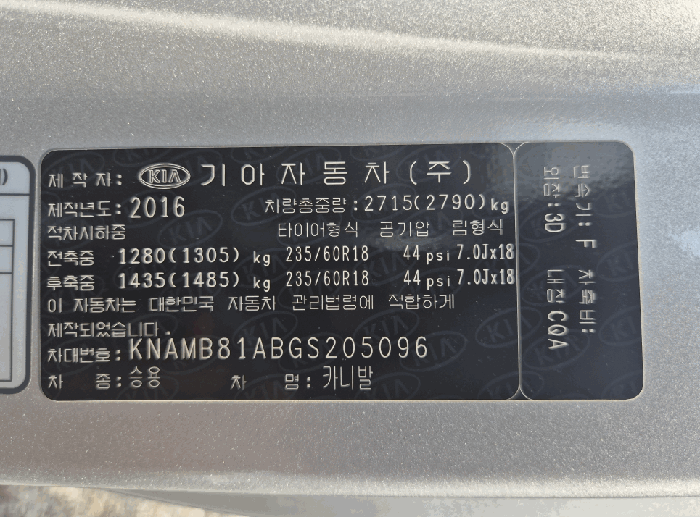 제작자: KIA 기아자동차(주)
제작년도: 2016 차량총중량: 2715(2790)kg
적차시하중 타이어형식 공기압 림형식
전축중 1280(1305) kg 235/60R18 44 psi 7.0Jx18
후축중 1435(1485) kg 235/60R18 44 psi 7.0Jx18
이 자동차는 대한민국 자동차 관리법령에 적합하게
제작되었습니다.
차대번호: KNAMB81ABGS205096
차 종: 승용 차 명: 카니발
변속기: F 차축비:
외장: 3D 내장: CQA